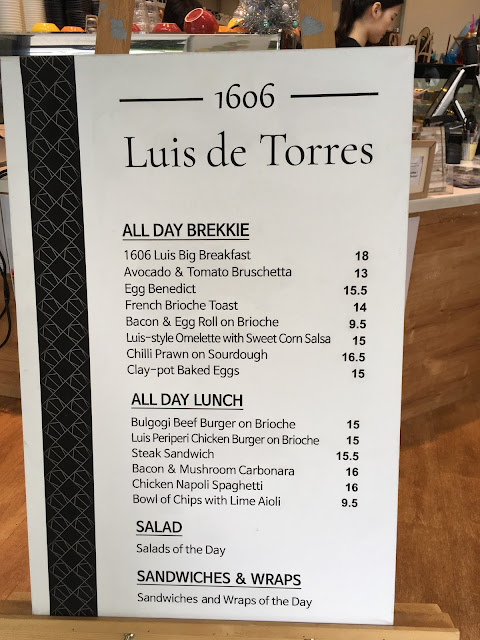 1606
Luis de Torres
ALL DAY BREKKIE
1606 Luis Big Breakfast 18
Avocado & Tomato Bruschetta 13
Egg Benedict 15.5
French Brioche Toast 14
Bacon & Egg Roll on Brioche 9.5
Luis-style Omelette with Sweet Corn Salsa 15
Chilli Prawn on Sourdough 16.5
Clay-pot Baked Eggs 15
ALL DAY LUNCH
Bulgogi Beef Burger on Brioche 15
Luis Periperi Chicken Burger on Brioche 15
Steak Sandwich 15.5
Bacon & Mushroom Carbonara 16
Chicken Napoli Spaghetti 16
Bowl of Chips with Lime Aioli 9.5
SALAD
Salads of the Day
SANDWICHES & WRAPS
Sandwiches and Wraps of the Day